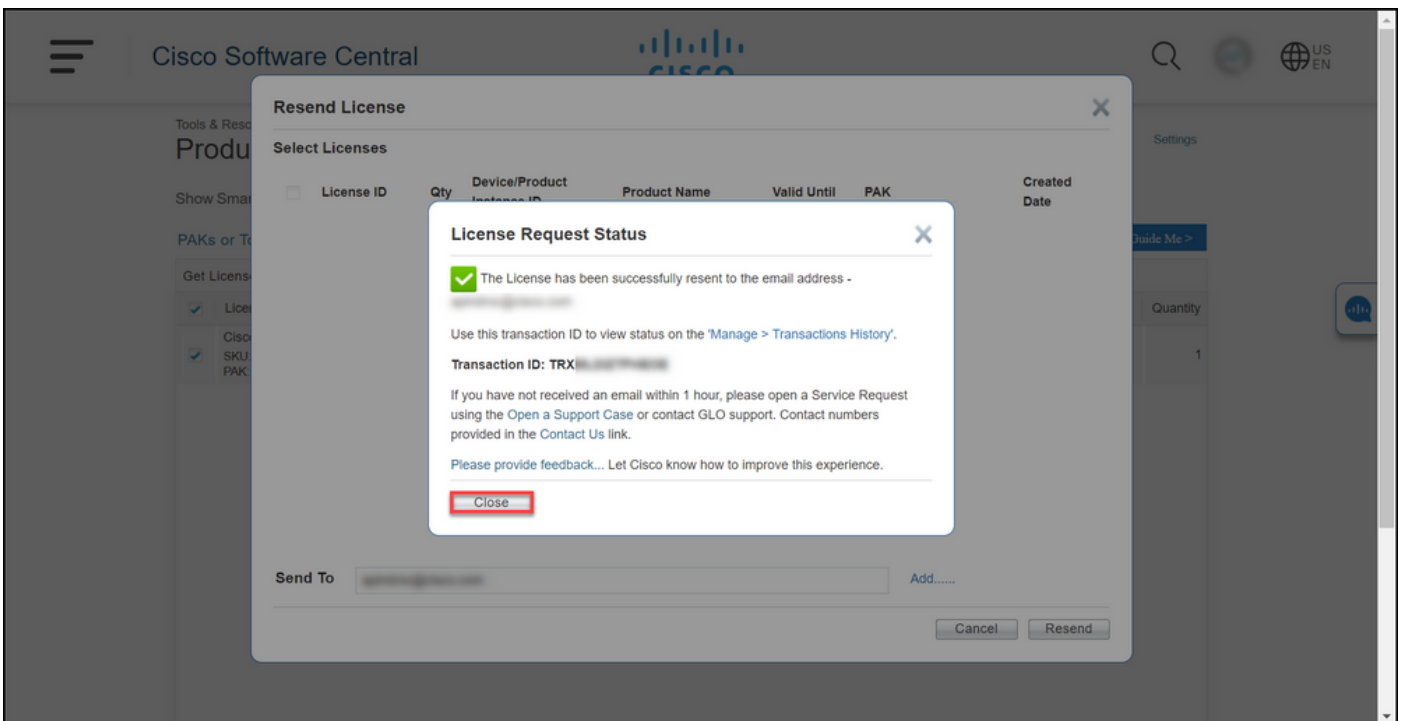 Cisco Software Central
CISCO
US
EN
Resend License
Tools & Reso
Produ
Select Licenses
Settings
License ID
Qty
Device/Product
Instance ID
Product Name
Valid Until
PAK
Created
Date
Show Smar
PAKs or To
Guide Me >
Get Licens
Licen
Quantity
Cisco
SKU:
PAK:
1
License Request Status
The License has been successfully resent to the email address -
Use this transaction ID to view status on the 'Manage > Transactions History'.
Transaction ID: TRX
If you have not received an email within 1 hour, please open a Service Request
using the Open a Support Case or contact GLO support. Contact numbers
provided in the Contact Us link.
Please provide feedback... Let Cisco know how to improve this experience.
Close
Send To
Add......
Cancel
Resend